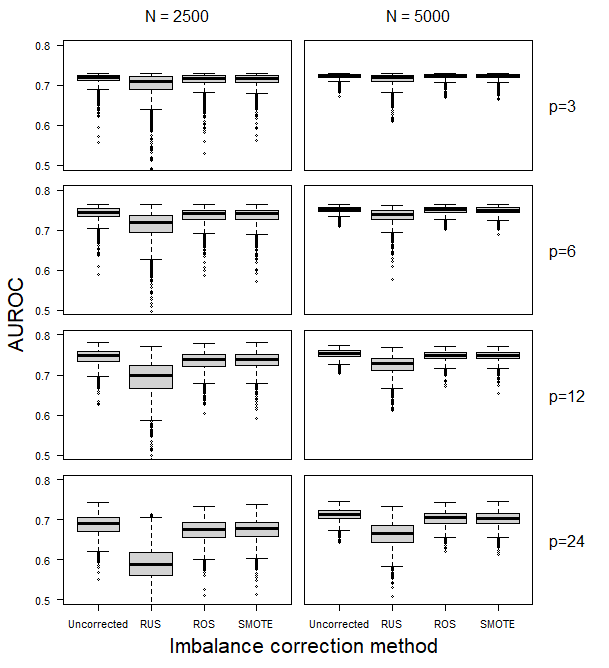 N = 2500 N = 5000
0.8
0.7
0.6
0.5
p=3
0.8
0.7
0.6
0.5
p=6
AUROC
0.8
0.7
0.6
0.5
p=12
0.8
0.7
0.6
0.5
p=24
Uncorrected RUS ROS SMOTE Uncorrected RUS ROS SMOTE
Imbalance correction method